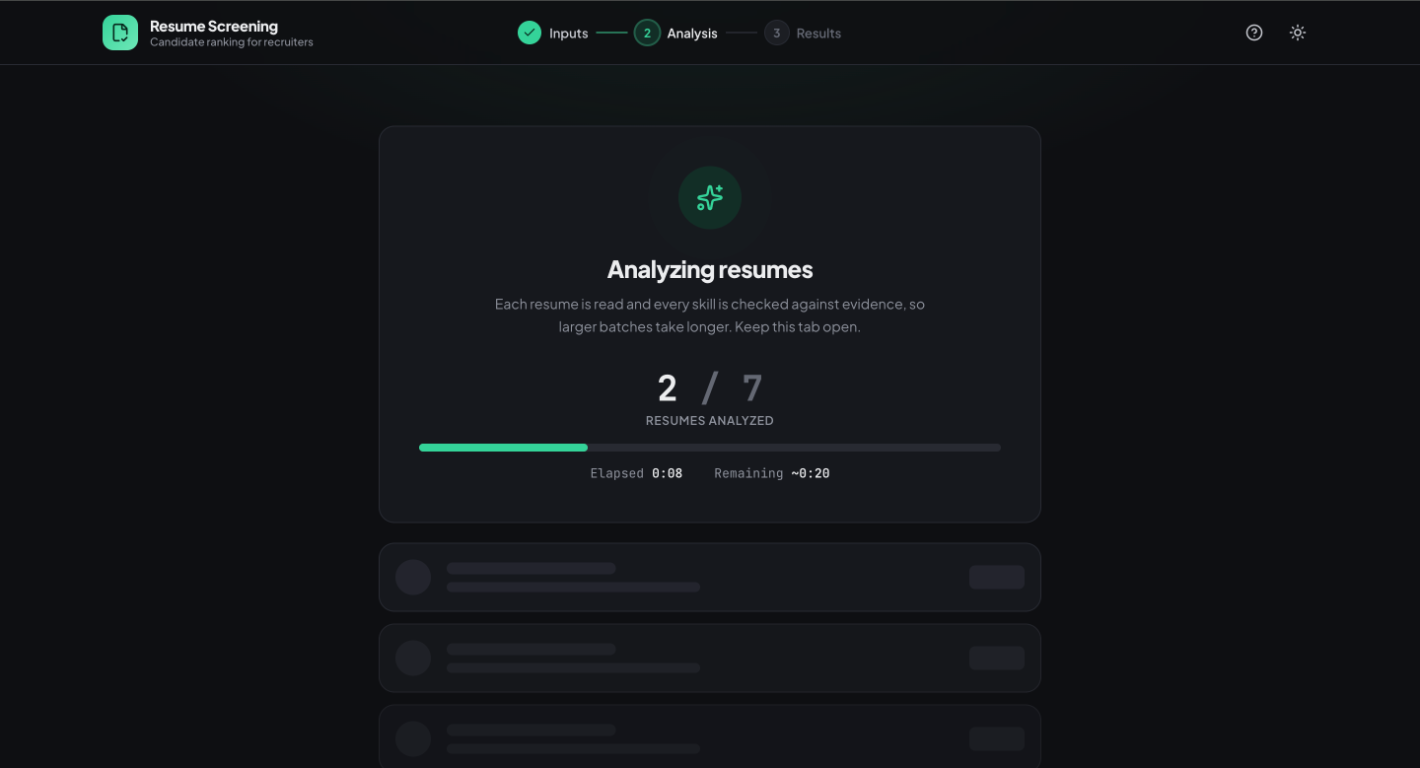 Resume Screening
Candidate ranking for recruiters
Inputs
2 Analysis
3 Results
Analyzing resumes
Each resume is read and every skill is checked against evidence, so
larger batches take longer. Keep this tab open.
2 / 7
RESUMES ANALYZED
Elapsed 0:08 Remaining ~0:20